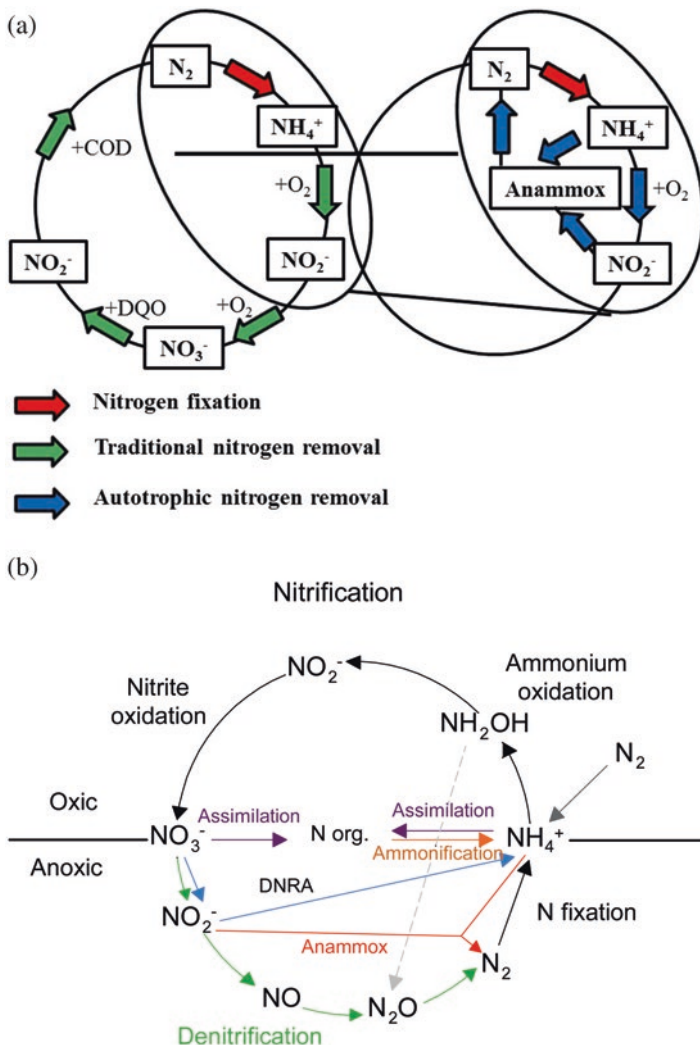 (a)
N₂
NH₄⁺
+O₂
NO₂⁻
+O₂
NO₃⁻
+DQO
NO₂⁻
+COD
N₂
NH₄⁺
+O₂
Anammox
NO₂⁻
Nitrogen fixation
Traditional nitrogen removal
Autotrophic nitrogen removal
(b)
Nitrification
NO₂⁻
Ammonium
oxidation
Nitrite
oxidation
NH₂OH
N₂
Oxic
Assimilation
Assimilation
NO₃⁻
N org.
NH₄⁺
Anoxic
Ammonification
DNRA
NO₂⁻
N fixation
Anammox
N₂
NO
N₂O
Denitrification